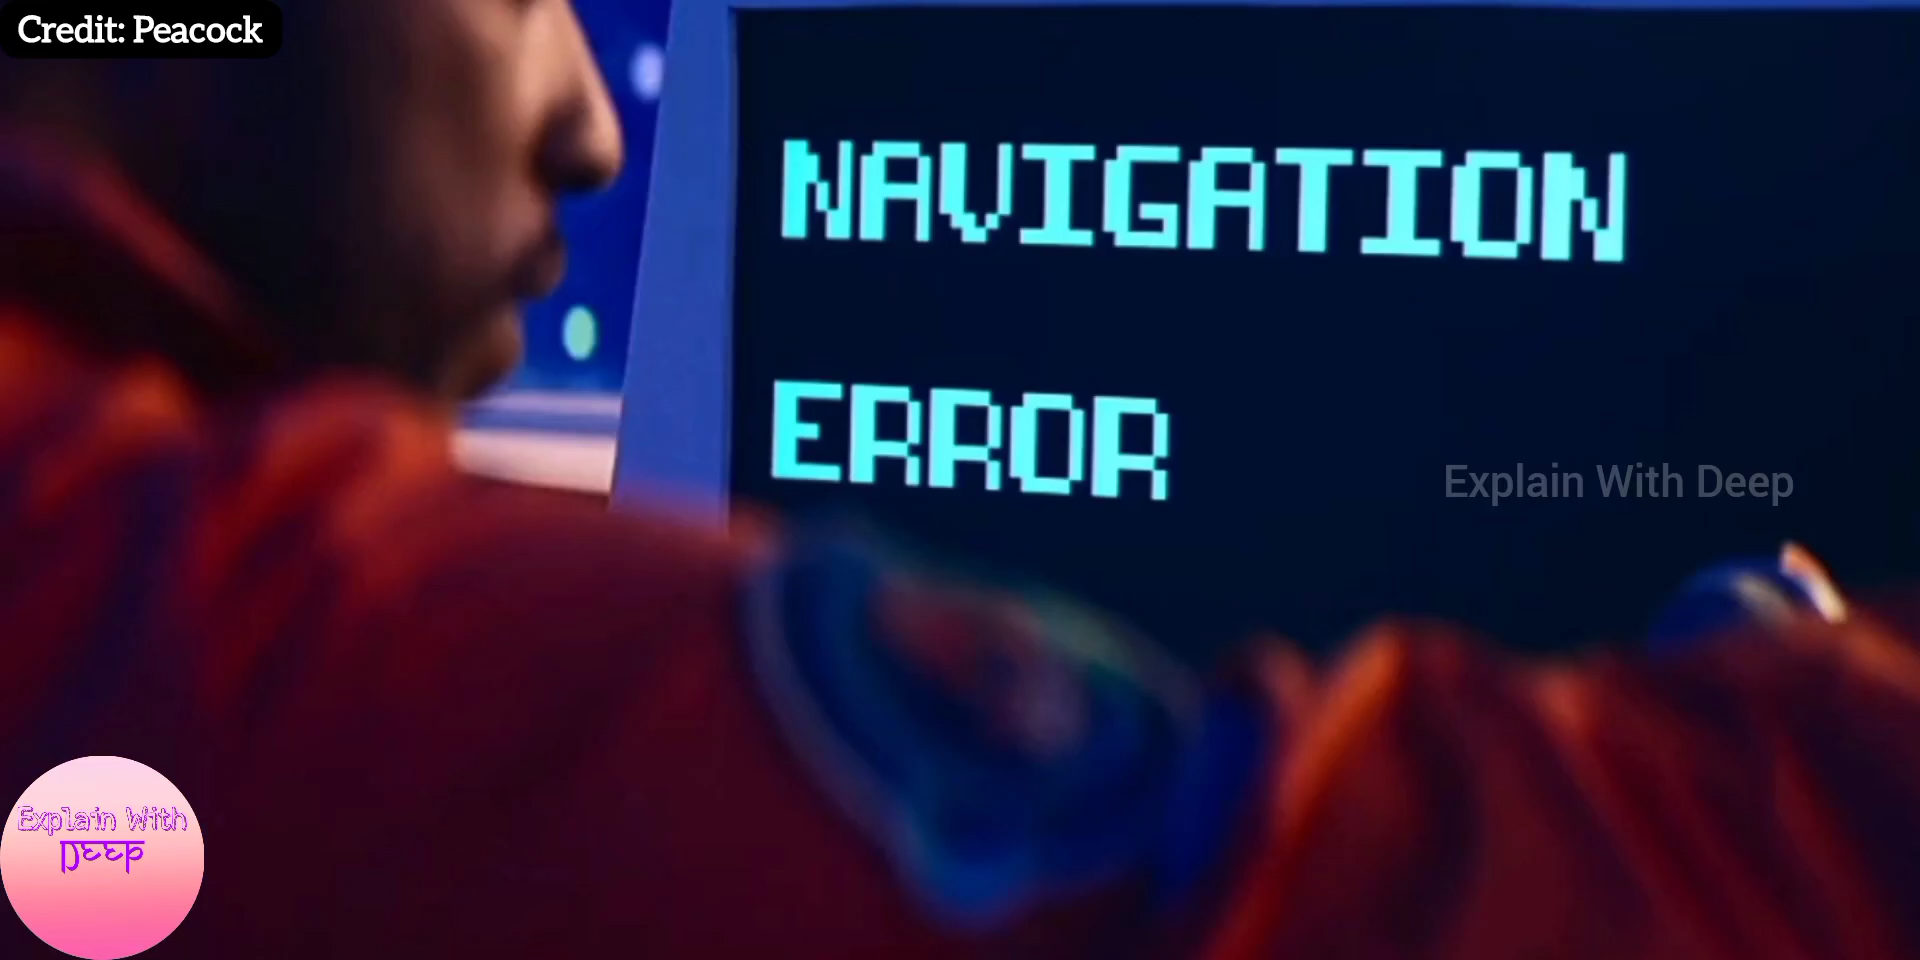 Credit: Peacock
NAVIGATION
ERROR
Explain With Deep
Explain With
Deep